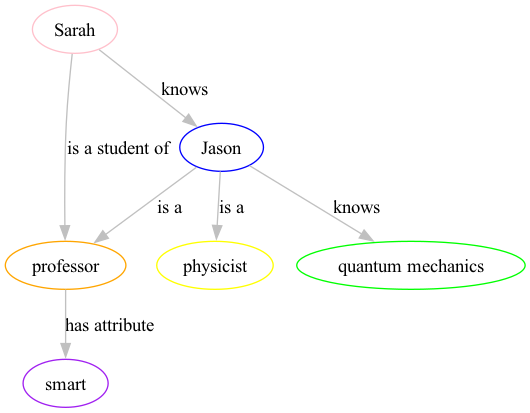 Sarah
knows
is a student of
Jason
is a
is a
knows
professor
physicist
quantum mechanics
has attribute
smart